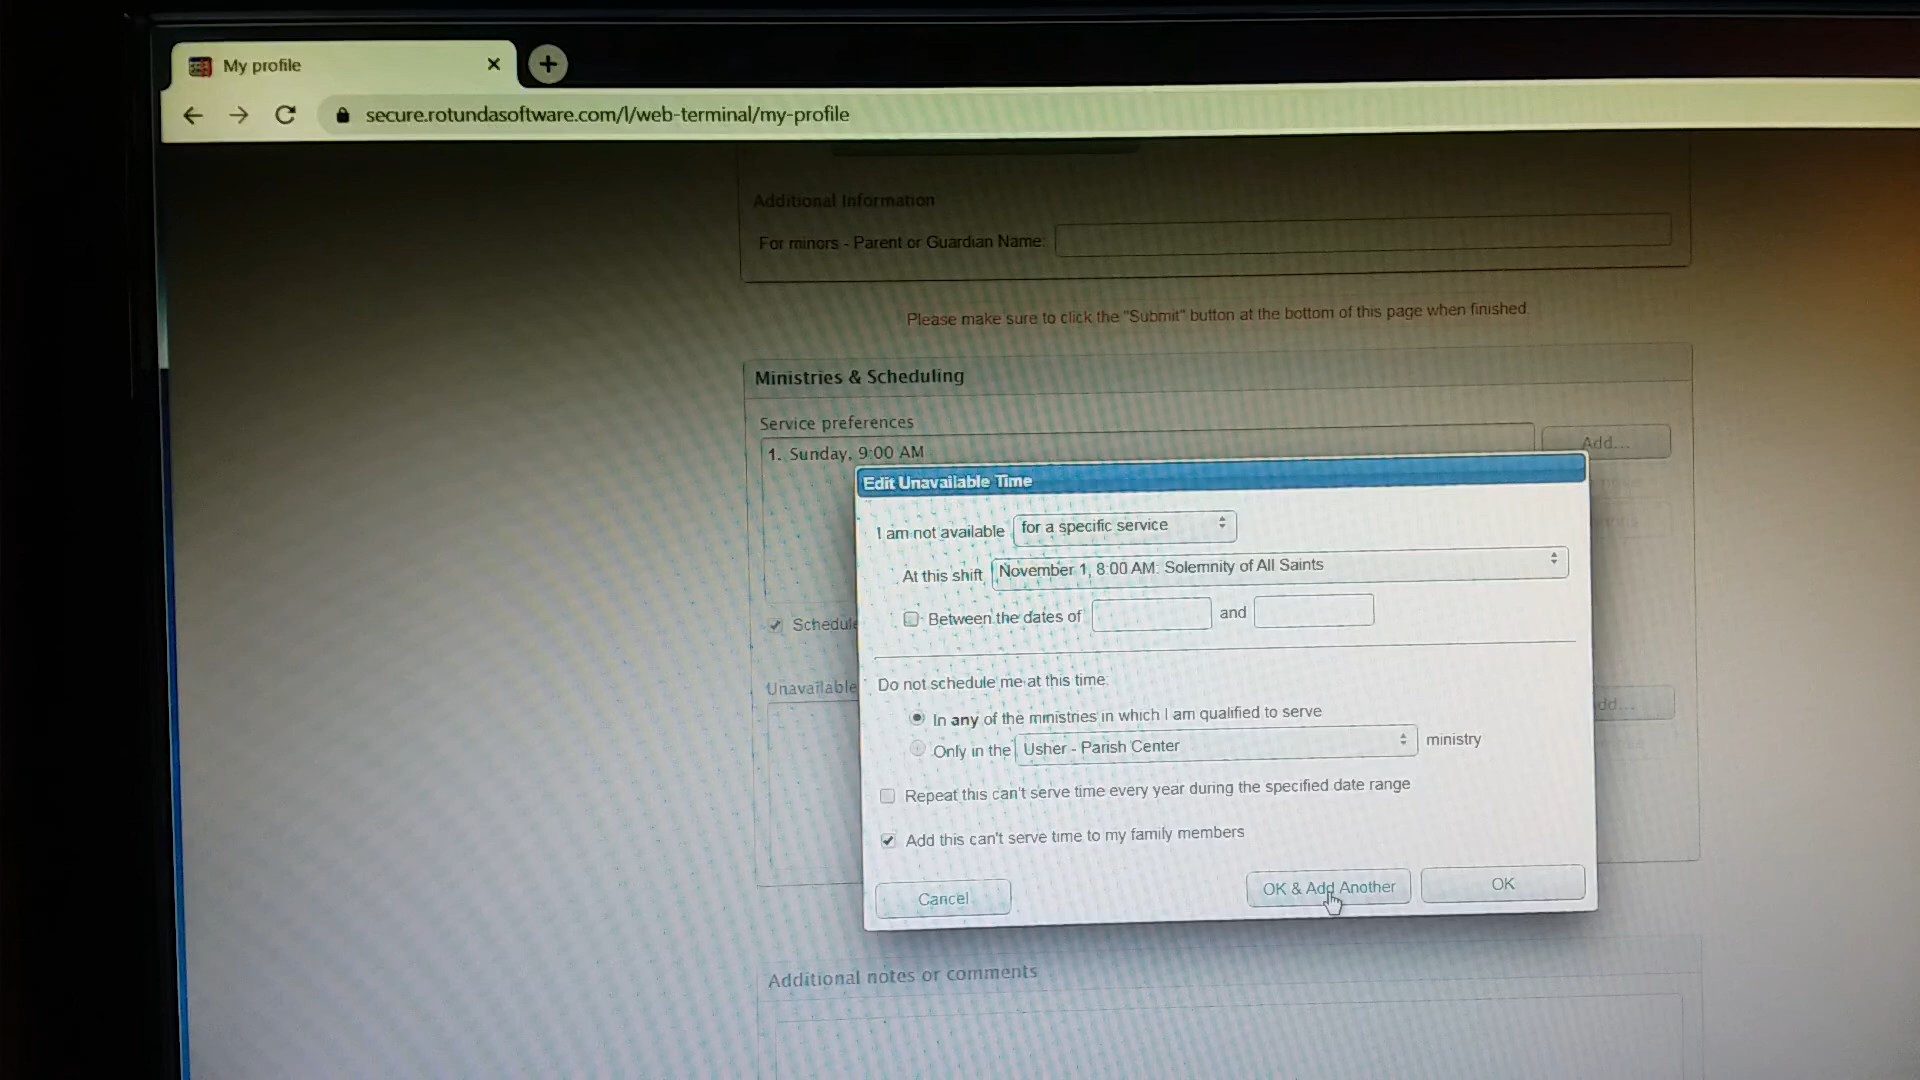 My profile
secure.rotundasoftware.com/l/web-terminal/my-profile
Additional Information
For minors - Parent or Guardian Name:
Please make sure to click the "Submit" button at the bottom of this page when finished.
Ministries & Scheduling
Service preferences
1. Sunday, 9:00 AM
Add...
Edit Unavailable Time
I am not available for a specific service
At this shift November 1, 8:00 AM: Solemnity of All Saints
Between the dates of and
Schedule
Unavailable
Do not schedule me at this time:
In any of the ministries in which I am qualified to serve
Only in the Usher - Parish Center ministry
Repeat this can't serve time every year during the specified date range
Add this can't serve time to my family members
Cancel
OK & Add Another
OK
Additional notes or comments